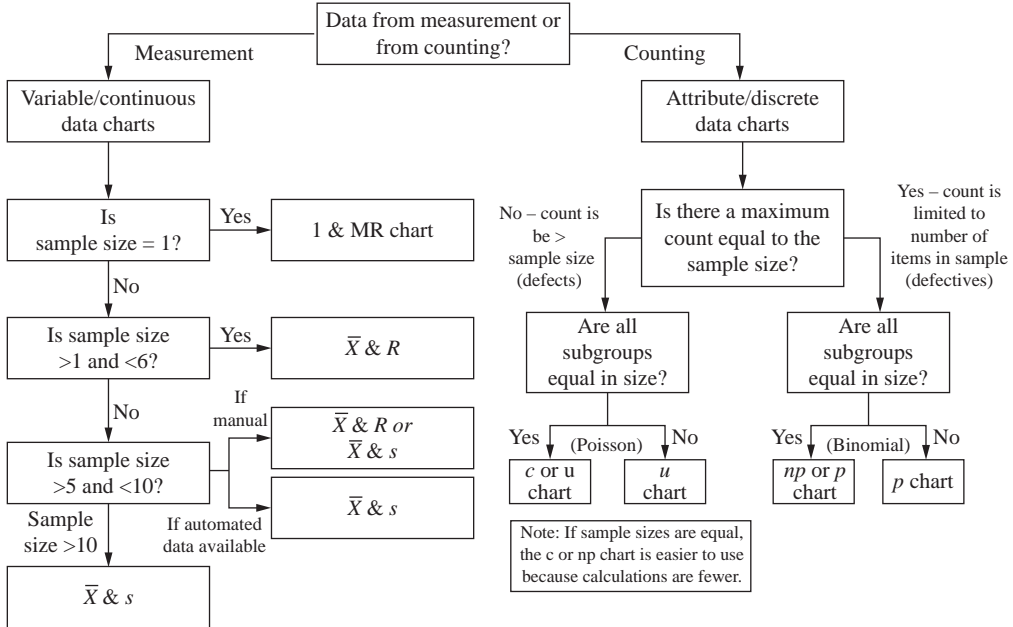 Data from measurement or
from counting?
Measurement
Counting
Variable/continuous
data charts
Attribute/discrete
data charts
Is
sample size = 1?
Yes
1 & MR chart
No
Is sample size
>1 and <6?
Yes
X̅ & R
No
Is sample size
>5 and <10?
If
manual
X̅ & R or
X̅ & s
If automated
data available
X̅ & s
Sample
size >10
X̅ & s
No – count is
be >
sample size
(defects)
Is there a maximum
count equal to the
sample size?
Yes – count is
limited to
number of
items in sample
(defectives)
Are all
subgroups
equal in size?
Are all
subgroups
equal in size?
Yes
(Poisson)
No
c or u
chart
u
chart
Yes
(Binomial)
No
np or p
chart
p chart
Note: If sample sizes are equal,
the c or np chart is easier to use
because calculations are fewer.